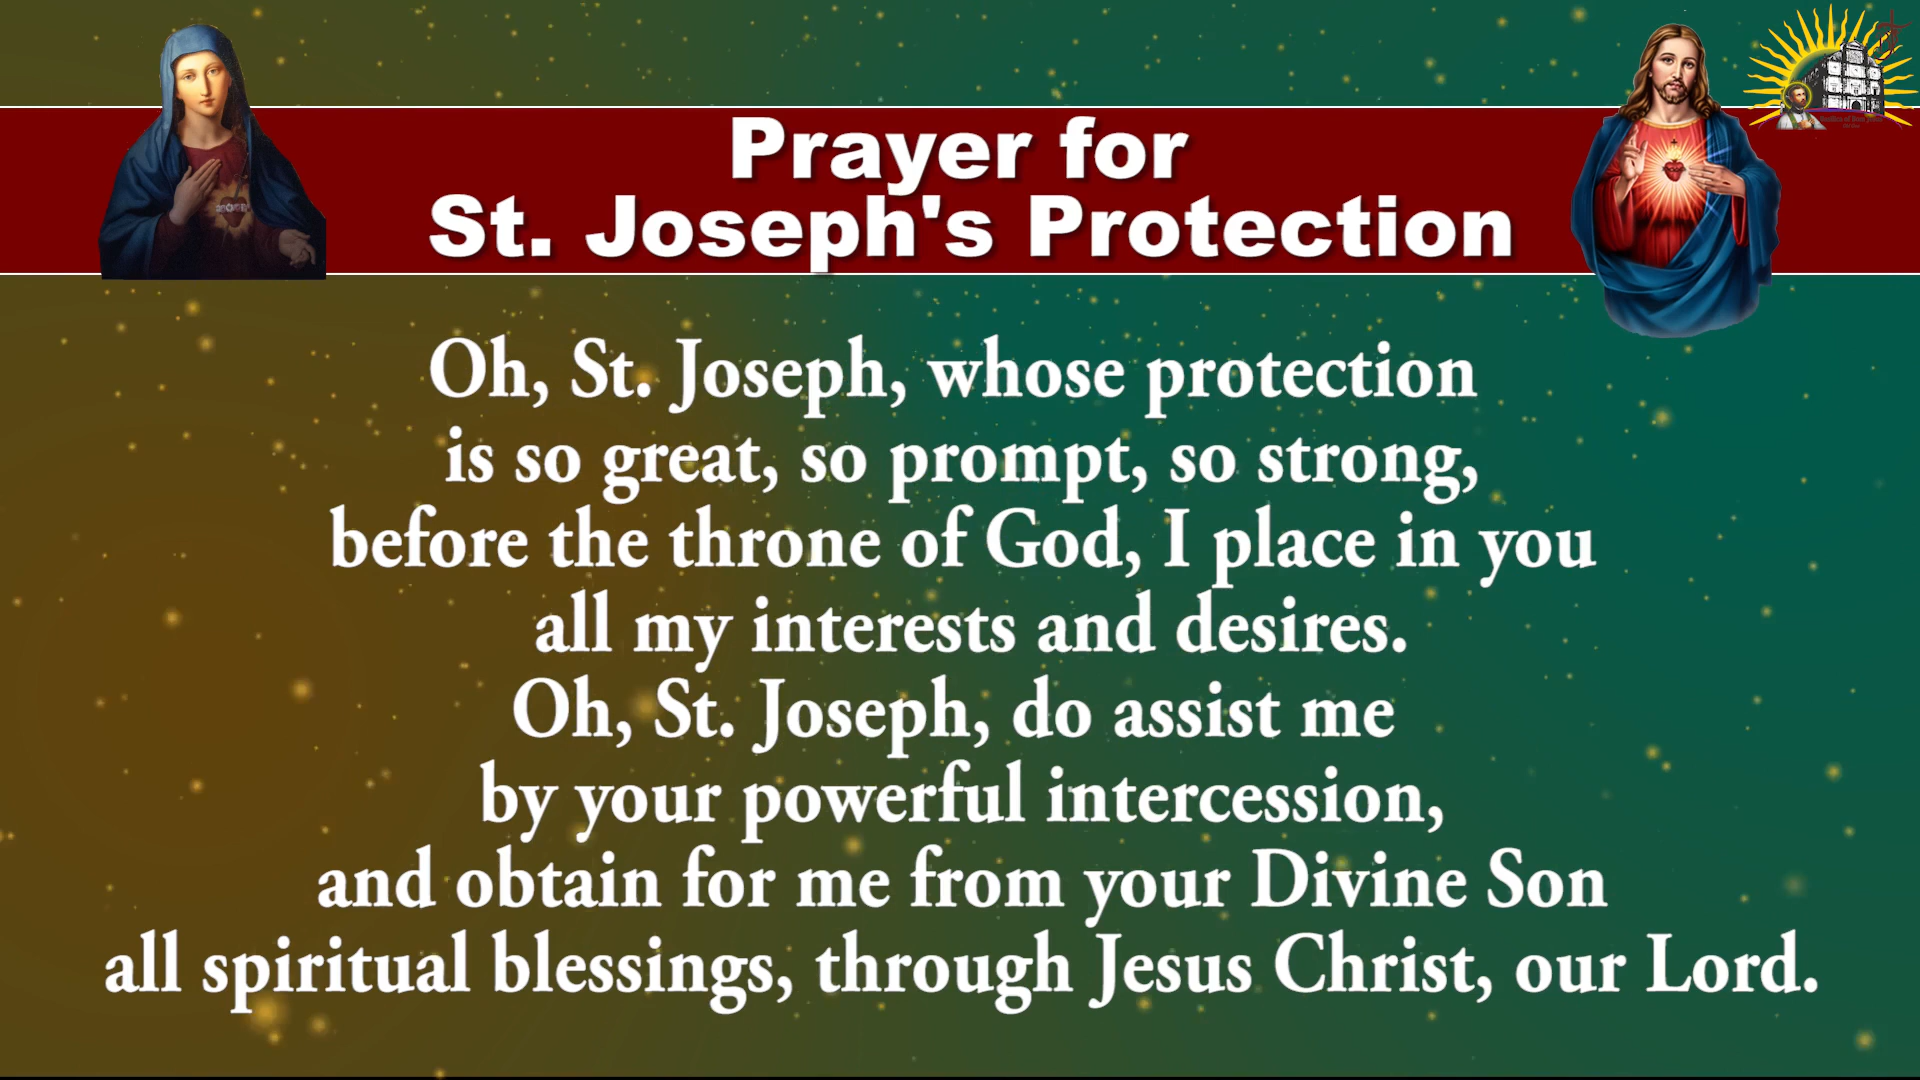 Prayer for
St. Joseph's Protection
Oh, St. Joseph, whose protection
is so great, so prompt, so strong,
before the throne of God, I place in you
all my interests and desires.
Oh, St. Joseph, do assist me
by your powerful intercession,
and obtain for me from your Divine Son
all spiritual blessings, through Jesus Christ, our Lord.